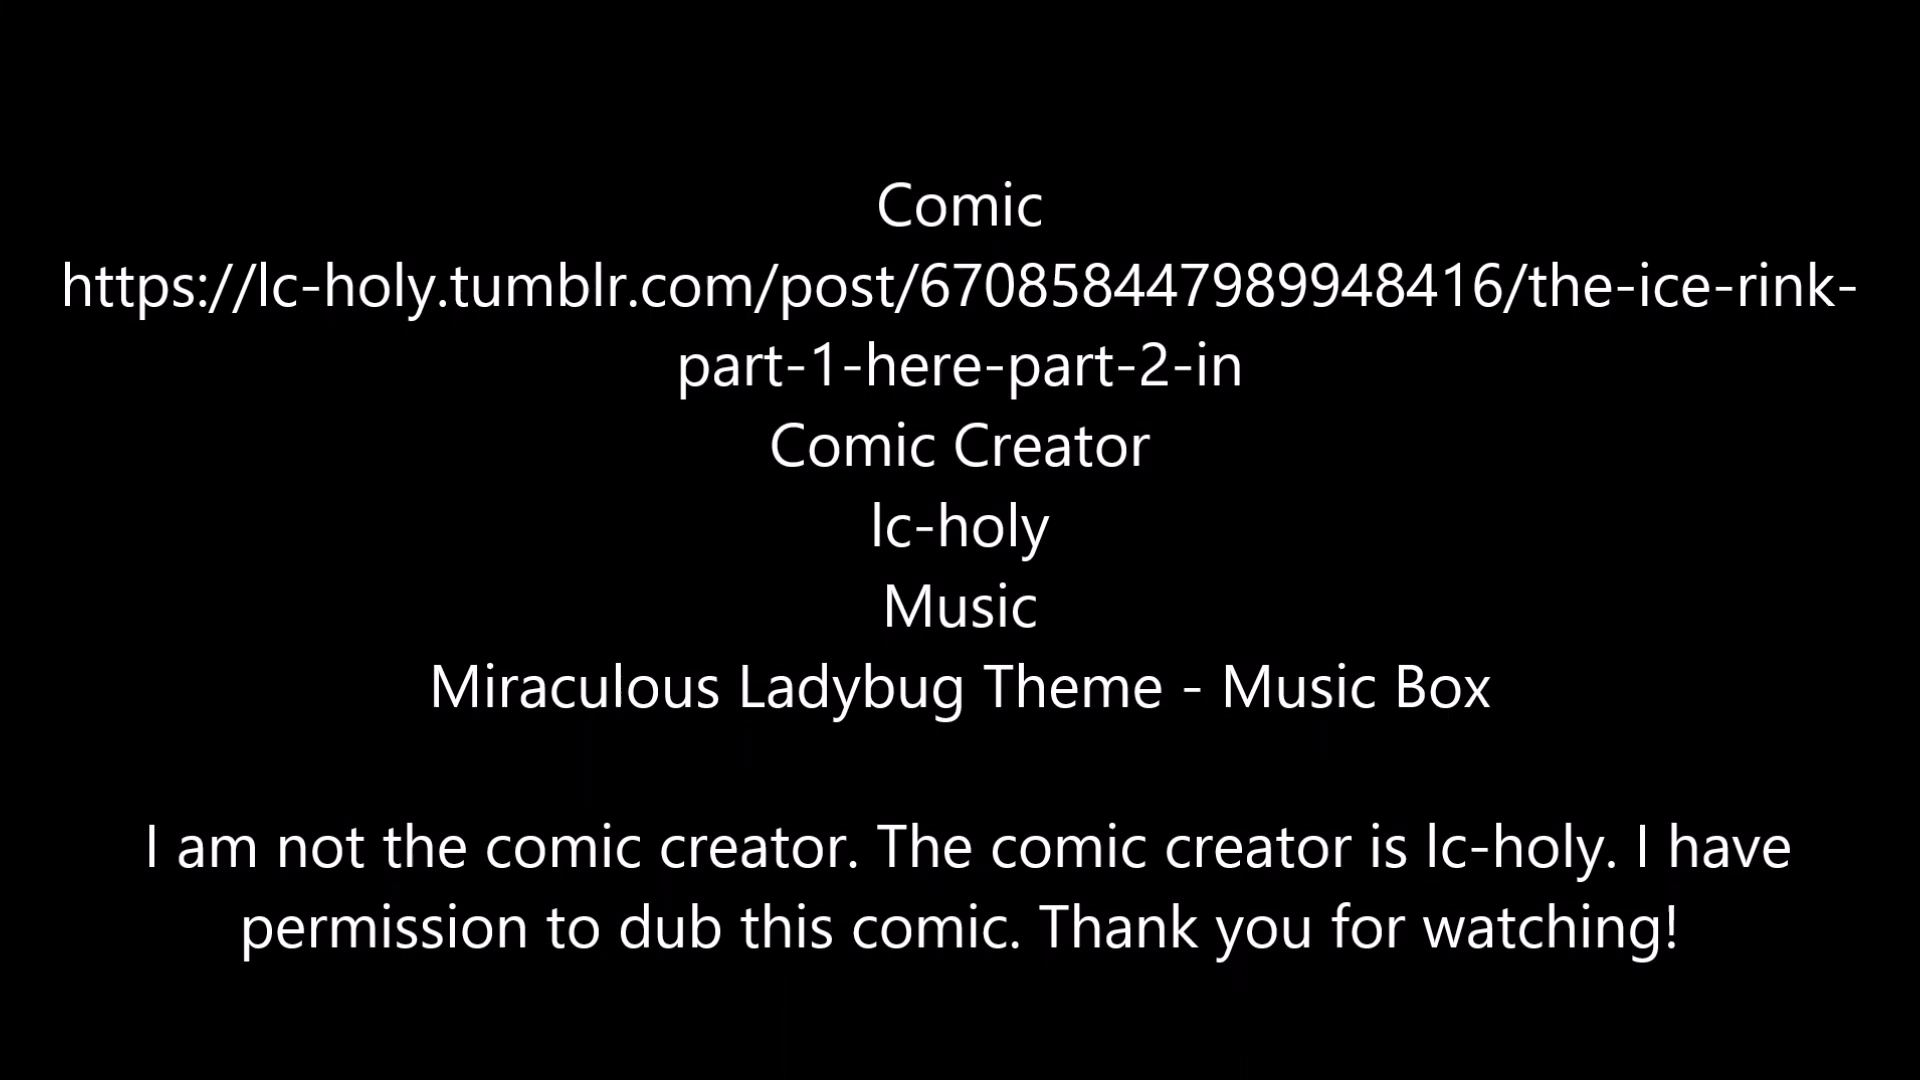 Comic
https://lc-holy.tumblr.com/post/670858447989948416/the-ice-rink-
part-1-here-part-2-in
Comic Creator
lc-holy
Music
Miraculous Ladybug Theme - Music Box
I am not the comic creator. The comic creator is lc-holy. I have
permission to dub this comic. Thank you for watching!